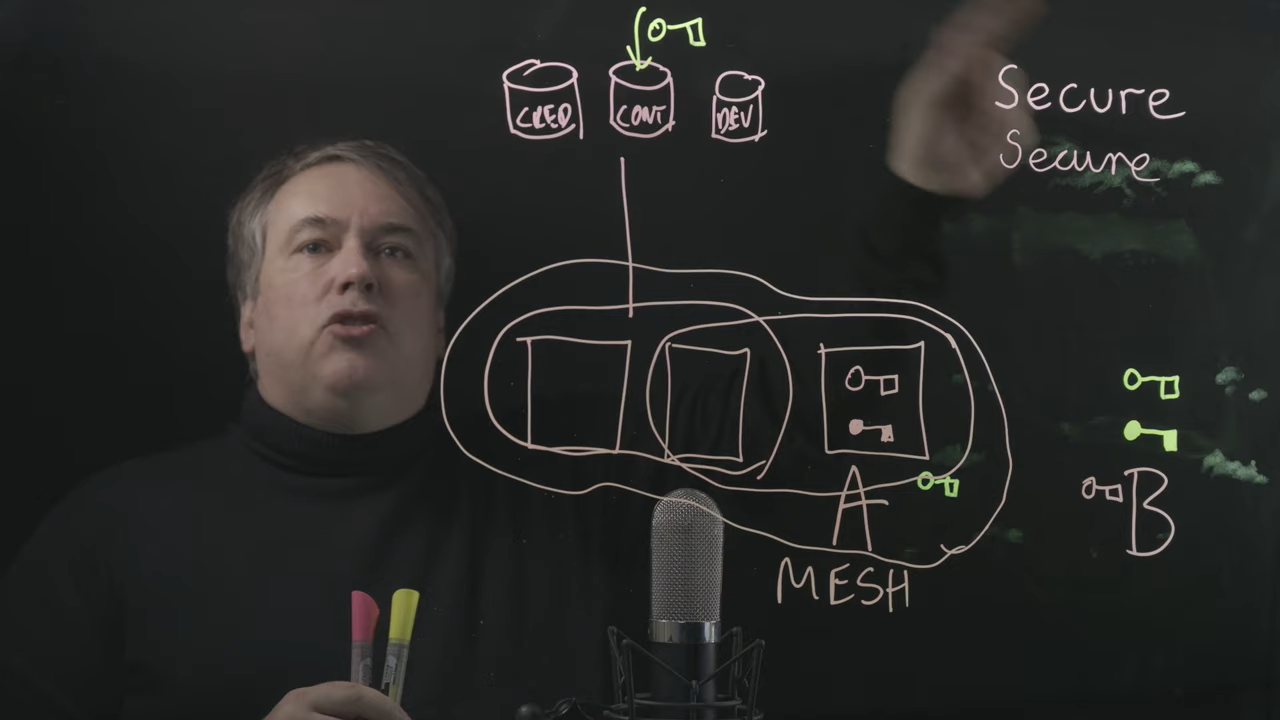 CRED CONT DEV
Secure
Secure
A
B
MESH